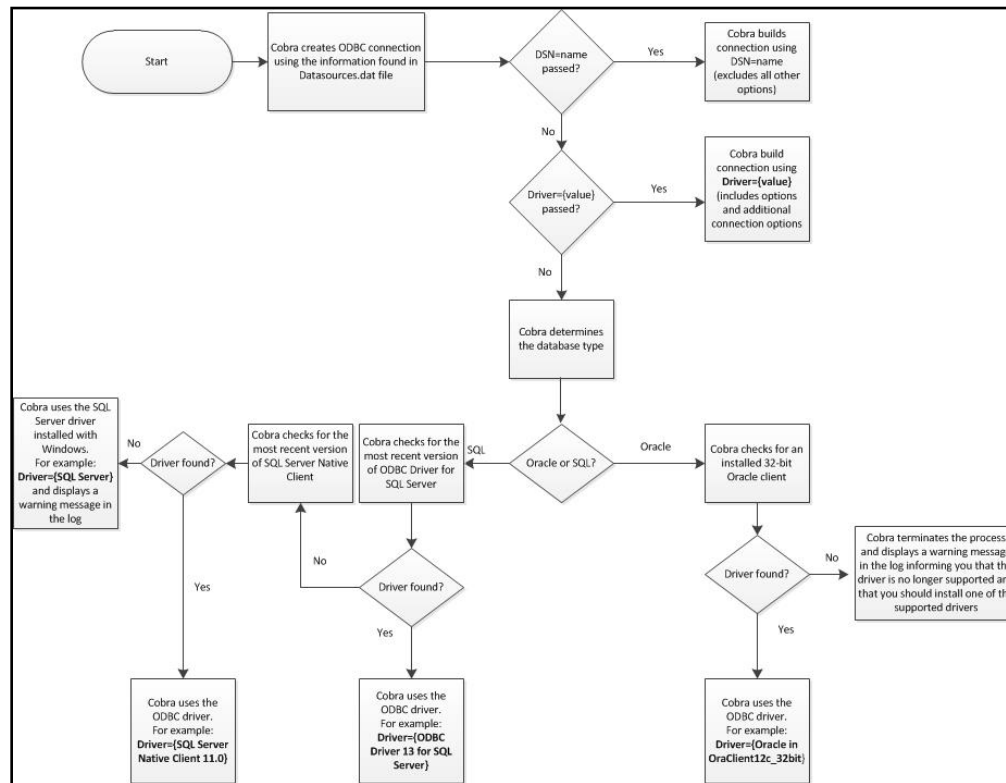 Start
Cobra creates ODBC connection
using the information found in
Datasources.dat file
DSN=name
passed?
Yes
Cobra builds
connection using
DSN=name
(excludes all other
options)
No
Driver={value}
passed?
Yes
Cobra build
connection using
Driver={value}
(includes options
and additional
connection options
No
Cobra determines
the database type
Oracle or SQL?
SQL
Oracle
Cobra checks for the
most recent version
of ODBC Driver for
SQL Server
Cobra checks for the
most recent version
of SQL Server Native
Client
Driver found?
No
Cobra uses the SQL
Server driver
installed with
Windows.
For example:
Driver={SQL Server}
and displays a
warning message in
the log
Yes
Cobra uses the
ODBC driver.
For example:
Driver={SQL Server
Native Client 11.0}
No
Driver found?
Yes
Cobra uses the
ODBC driver.
For example:
Driver={ODBC
Driver 13 for SQL
Server}
Cobra checks for an
installed 32-bit
Oracle client
Driver found?
No
Cobra terminates the process
and displays a warning messag
in the log informing you that th
driver is no longer supported an
that you should install one of th
supported drivers
Yes
Cobra uses the
ODBC driver.
For example:
Driver={Oracle in
OraClient12c_32bit}